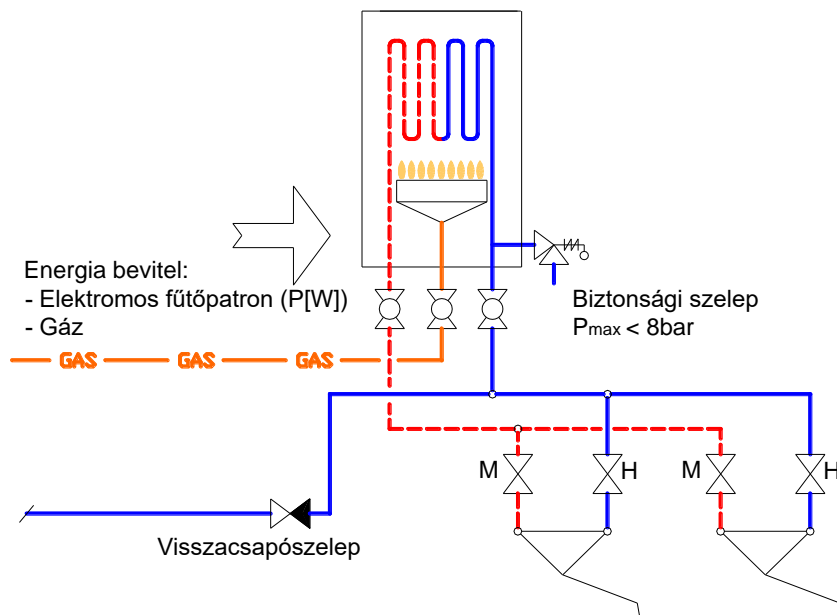 Energia bevitel:
- Elektromos fűtőpatron (P[W])
- Gáz
Biztonsági szelep
Pmax < 8bar
GAS GAS GAS
M H M H
Visszacsapószelep